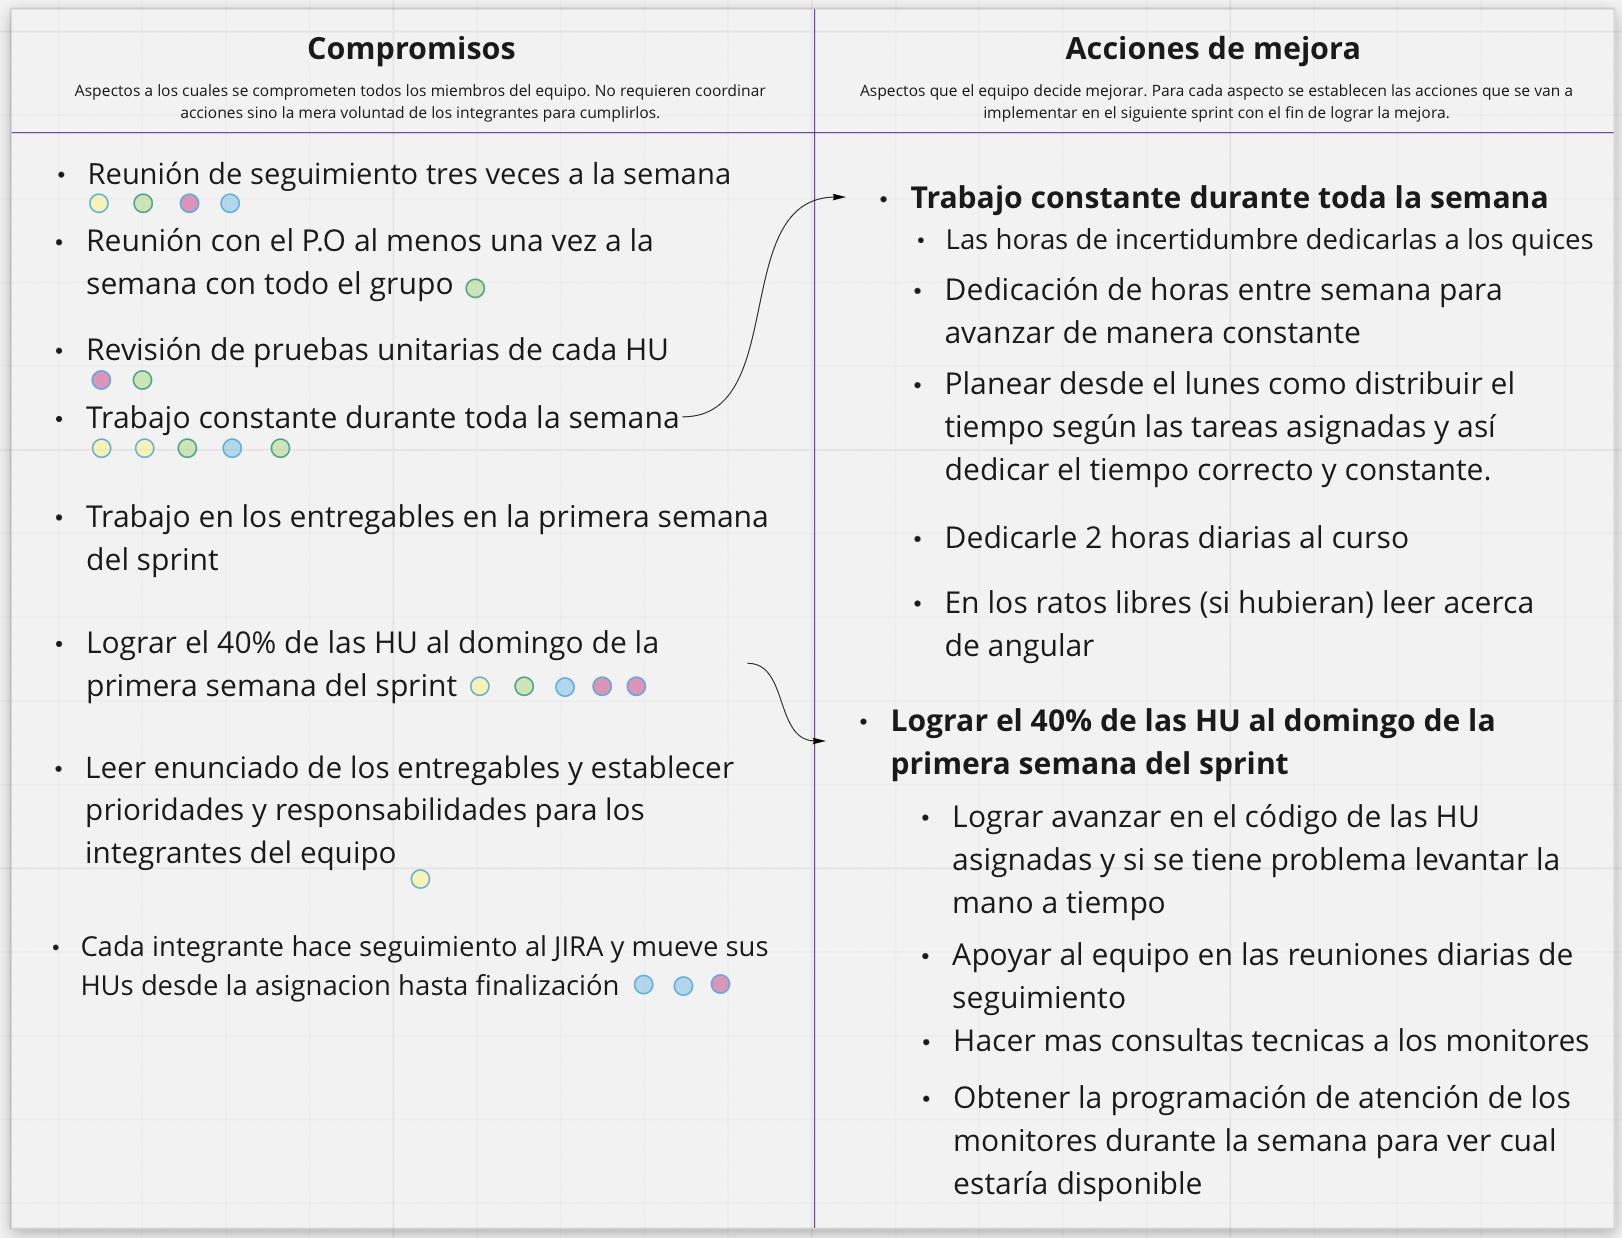 Compromisos
Aspectos a los cuales se comprometen todos los miembros del equipo. No requieren coordinar
acciones sino la mera voluntad de los integrantes para cumplirlos.
• Reunión de seguimiento tres veces a la semana
• Reunión con el P.O al menos una vez a la
semana con todo el grupo
• Revisión de pruebas unitarias de cada HU
• Trabajo constante durante toda la semana
• Trabajo en los entregables en la primera semana
del sprint
• Lograr el 40% de las HU al domingo de la
primera semana del sprint
• Leer enunciado de los entregables y establecer
prioridades y responsabilidades para los
integrantes del equipo
• Cada integrante hace seguimiento al JIRA y mueve sus
HUs desde la asignacion hasta finalización
Acciones de mejora
Aspectos que el equipo decide mejorar. Para cada aspecto se establecen las acciones que se van a
implementar en el siguiente sprint con el fin de lograr la mejora.
• Trabajo constante durante toda la semana
• Las horas de incertidumbre dedicarlas a los quices
• Dedicación de horas entre semana para
avanzar de manera constante
• Planear desde el lunes como distribuir el
tiempo según las tareas asignadas y así
dedicar el tiempo correcto y constante.
• Dedicarle 2 horas diarias al curso
• En los ratos libres (si hubieran) leer acerca
de angular
• Lograr el 40% de las HU al domingo de la
primera semana del sprint
• Lograr avanzar en el código de las HU
asignadas y si se tiene problema levantar la
mano a tiempo
• Apoyar al equipo en las reuniones diarias de
seguimiento
• Hacer mas consultas tecnicas a los monitores
• Obtener la programación de atención de los
monitores durante la semana para ver cual
estaría disponible